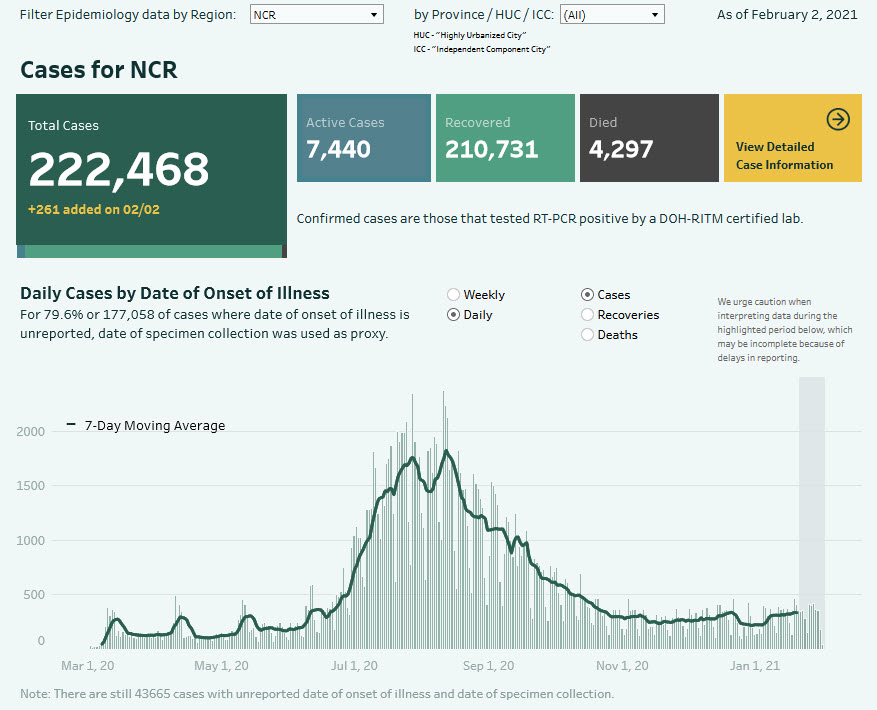 Filter Epidemiology data by Region: NCR by Province / HUC / ICC: (All) As of February 2, 2021
HUC - "Highly Urbanized City"
ICC - "Independent Component City"
Cases for NCR
Total Cases
222,468
+261 added on 02/02
Active Cases
7,440
Recovered
210,731
Died
4,297
View Detailed
Case Information
Confirmed cases are those that tested RT-PCR positive by a DOH-RITM certified lab.
Daily Cases by Date of Onset of Illness
For 79.6% or 177,058 of cases where date of onset of illness is
unreported, date of specimen collection was used as proxy.
Weekly
Daily
Cases
Recoveries
Deaths
We urge caution when
interpreting data during the
highlighted period below, which
may be incomplete because of
delays in reporting.
7-Day Moving Average
2000
1500
1000
500
0
Mar 1, 20 May 1, 20 Jul 1, 20 Sep 1, 20 Nov 1, 20 Jan 1, 21
Note: There are still 43665 cases with unreported date of onset of illness and date of specimen collection.